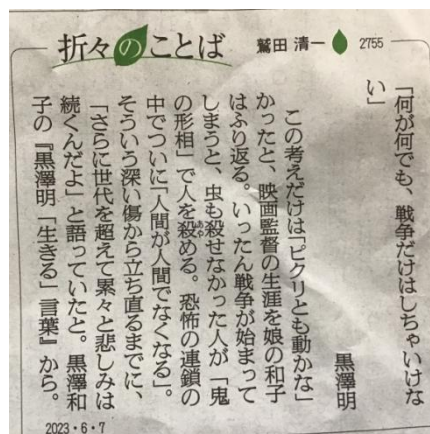 折々のことば 鷲田 清一 2755
「何が何でも、戦争だけはしちゃいけな
い」
黒澤明
この考えだけは「ピクリとも動かな」
かったと、映画監督の生涯を娘の和子
はふり返る。いったん戦争が始まって
しまうと、虫も殺せなかった人が「鬼
の形相」で人を殺める。恐怖の連鎖の
中でついに「人間が人間でなくなる」。
そういう深い傷から立ち直るまでに、
「さらに世代を超えて累々と悲しみは
続くんだよ」と語っていたと。黒澤和
子の『黒澤明「生きる」言葉』から。
2023・6・7